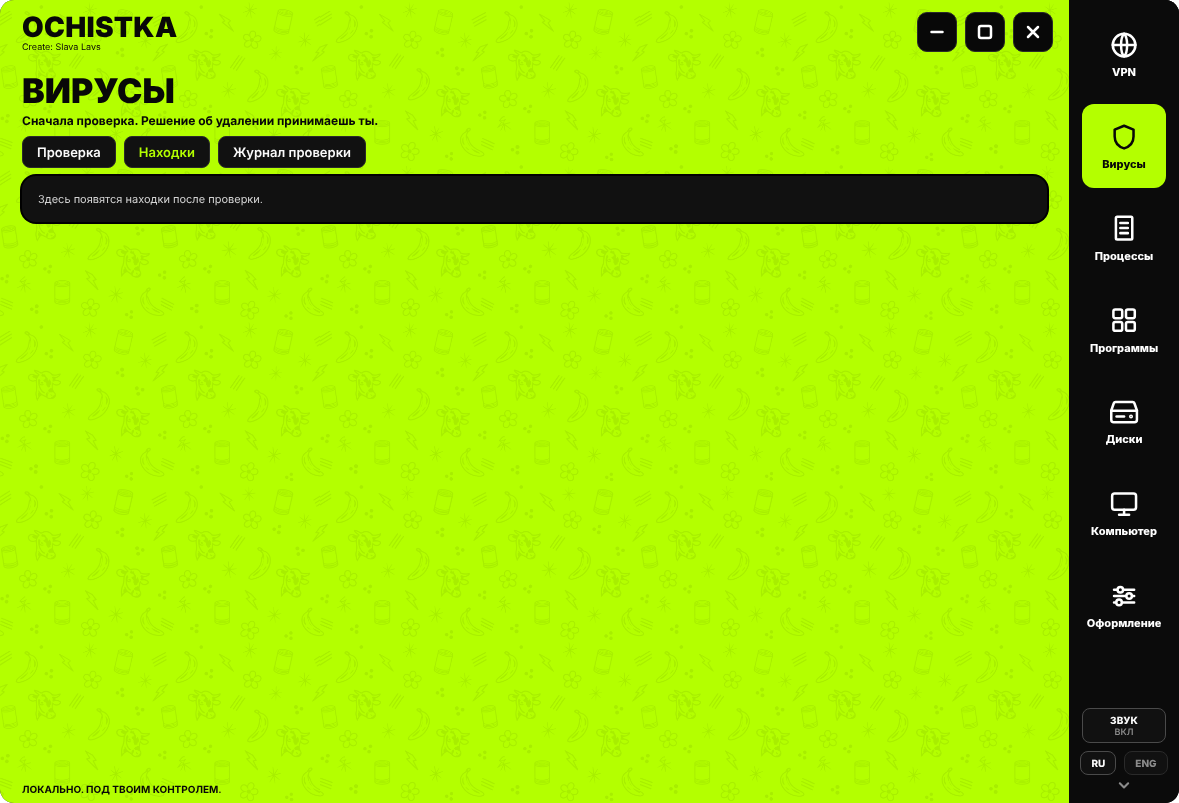 OCHISTKA
Create: Slava Lavs
ВИРУСЫ
Сначала проверка. Решение об удалении принимаешь ты.
Проверка
Находки
Журнал проверки
Здесь появятся находки после проверки.
ЛОКАЛЬНО. ПОД ТВОИМ КОНТРОЛЕМ.
VPN
Вирусы
Процессы
Программы
Диски
Компьютер
Оформление
ЗВУК
ВКЛ
RU
ENG